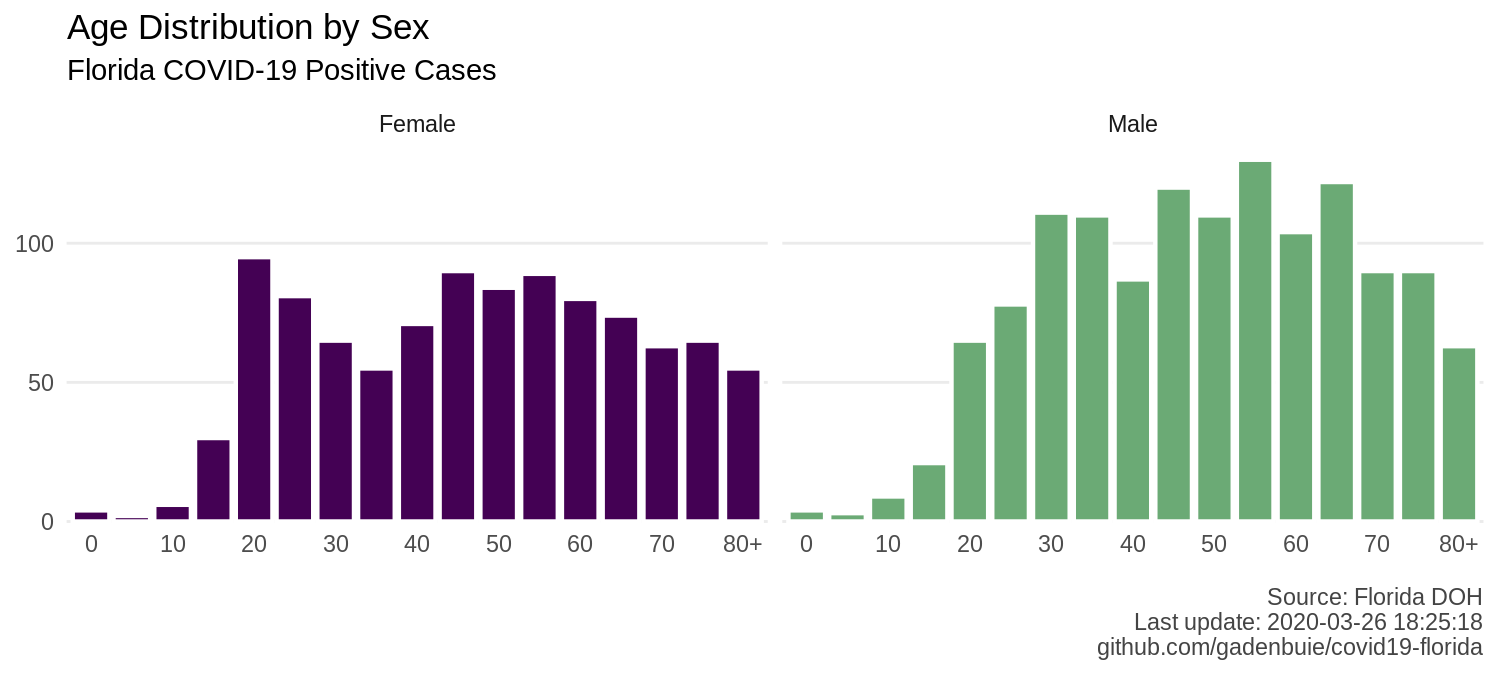 Age Distribution by Sex
Florida COVID-19 Positive Cases
Female
Male
100
50
0
0 10 20 30 40 50 60 70 80+
0 10 20 30 40 50 60 70 80+
Source: Florida DOH
Last update: 2020-03-26 18:25:18
github.com/gadenbuie/covid19-florida